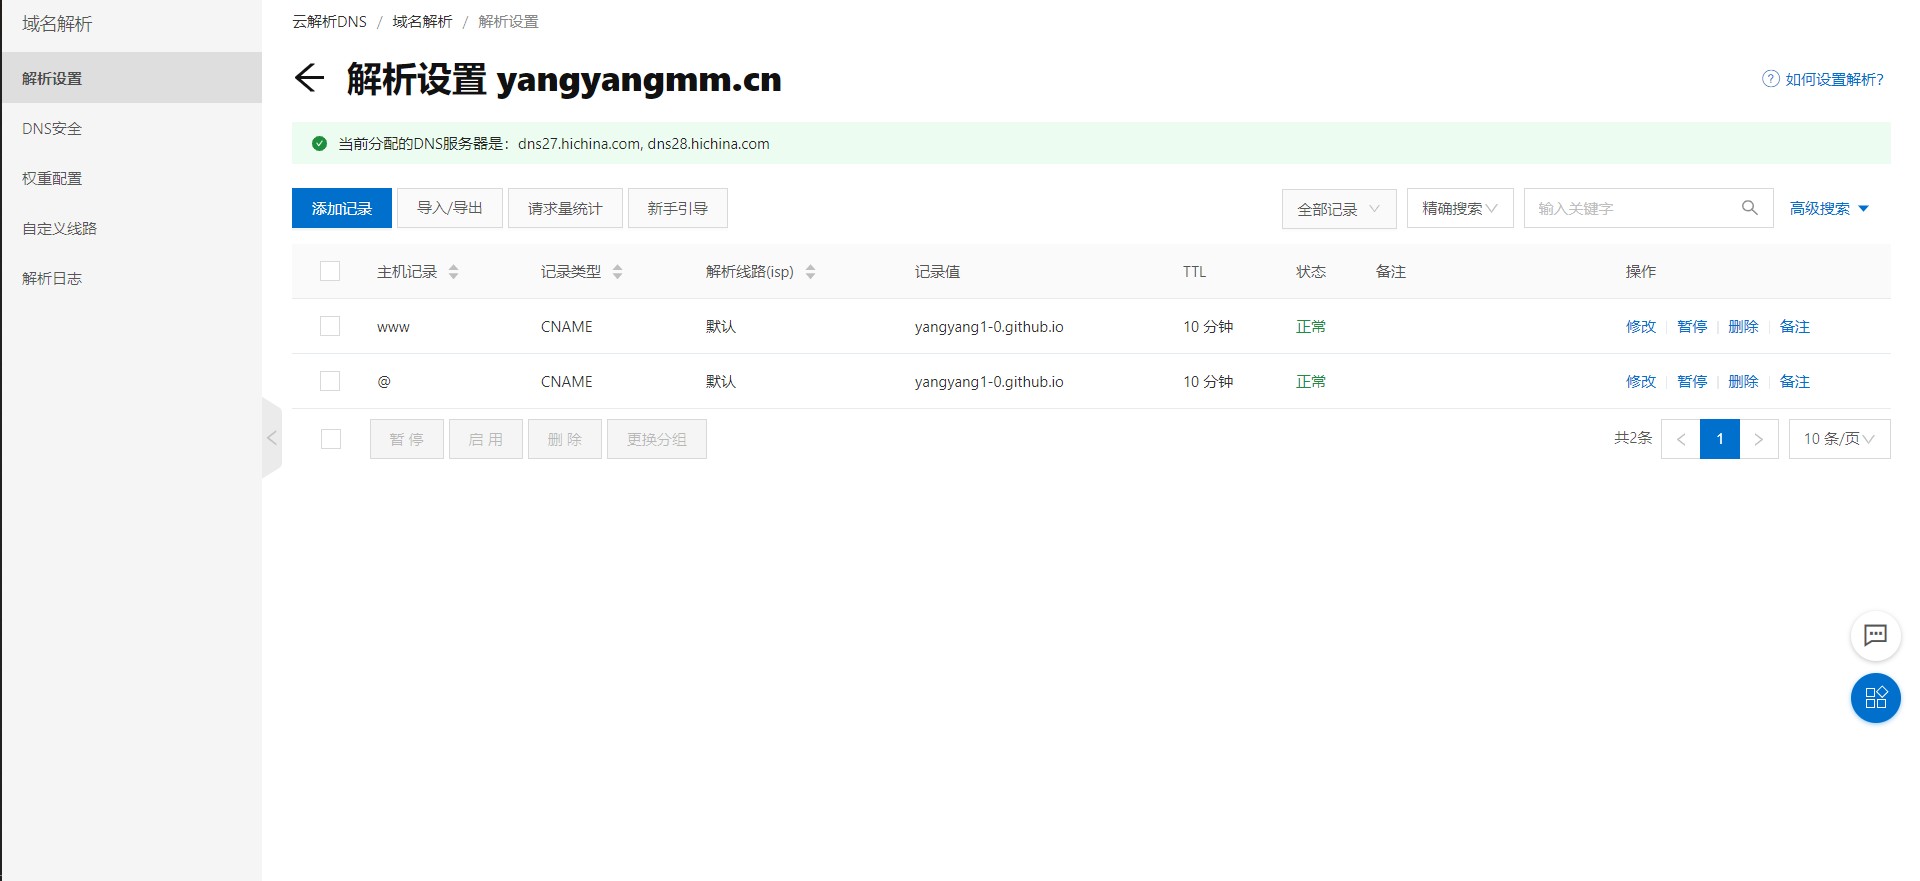 域名解析
解析设置
DNS安全
权重配置
自定义线路
解析日志
云解析DNS / 域名解析 / 解析设置
解析设置 yangyangmm.cn
如何设置解析?
当前分配的DNS服务器是: dns27.hichina.com, dns28.hichina.com
添加记录 导入/导出 请求量统计 新手引导 全部记录 精确搜索 输入关键字 高级搜索
主机记录 记录类型 解析线路(isp) 记录值 TTL 状态 备注 操作
www CNAME 默认 yangyang1-0.github.io 10 分钟 正常 修改 | 暂停 | 删除 | 备注
@ CNAME 默认 yangyang1-0.github.io 10 分钟 正常 修改 | 暂停 | 删除 | 备注
暂 停 启 用 删 除 更换分组 共2条 < 1 > 10 条/页